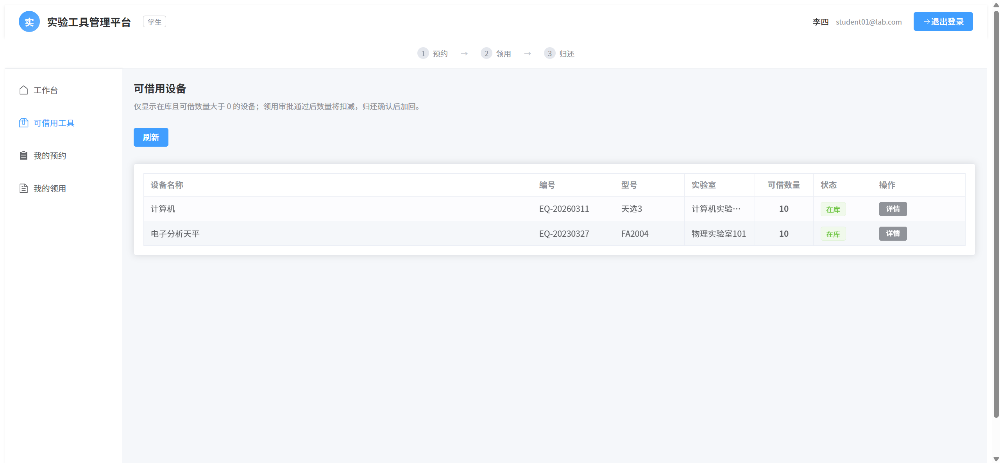 实 实验工具管理平台 学生 李四 student01@lab.com →退出登录
1 预约 → 2 领用 → 3 归还
工作台
可借用工具
我的预约
我的领用
可借用设备
仅显示在库且可借数量大于 0 的设备；领用审批通过后数量将扣减，归还确认后加回。
刷新
设备名称 编号 型号 实验室 可借数量 状态 操作
计算机 EQ-20260311 天选3 计算机实验… 10 在库 详情
电子分析天平 EQ-20230327 FA2004 物理实验室101 10 在库 详情